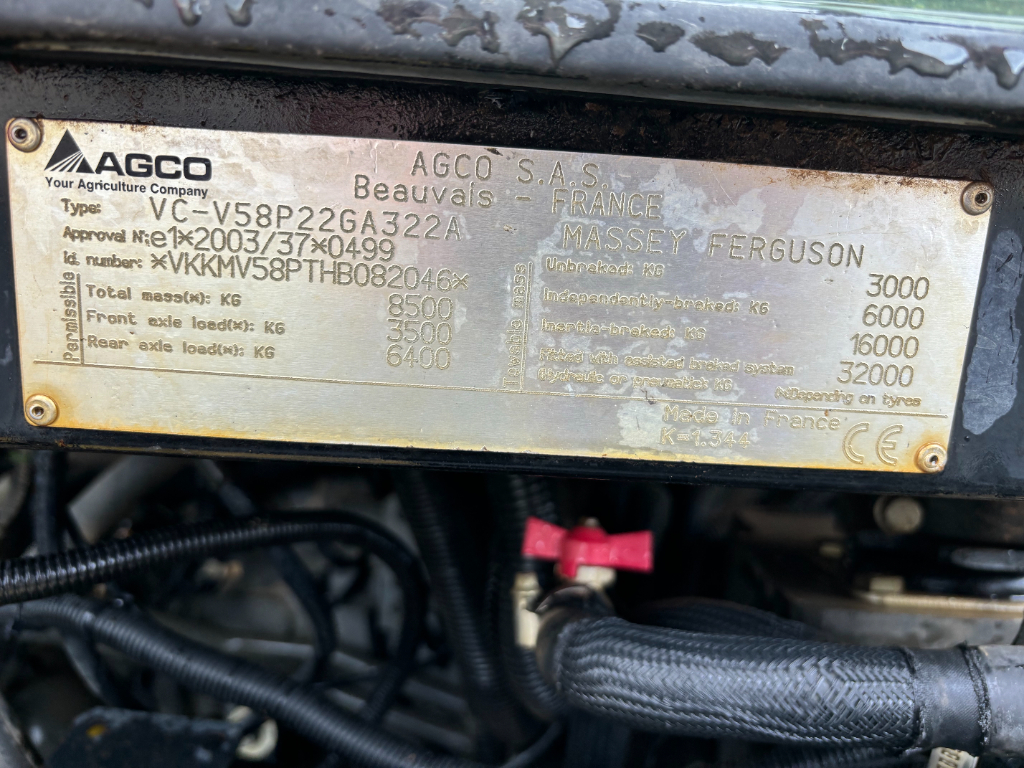 AGCO
Your Agriculture Company
AGCO S.A.S.
Beauvais - FRANCE
Type: VC-V58P22GA322A
MASSEY FERGUSON
Approval N°: e1*2003/37*0499
Id. number: *VKKMV58PTHB082046*
Permissible
Total mass(*): KG 8500
Front axle load(*): KG 3500
Rear axle load(*): KG 6400
Towable mass
Unbraked: KG 3000
Independently-braked: KG 6000
Inertia-braked: KG 16000
Fitted with assisted braked system
Hydraulic or pneumatic: KG 32000
*:Depending on tyres
Made in France
K=1.344
CE